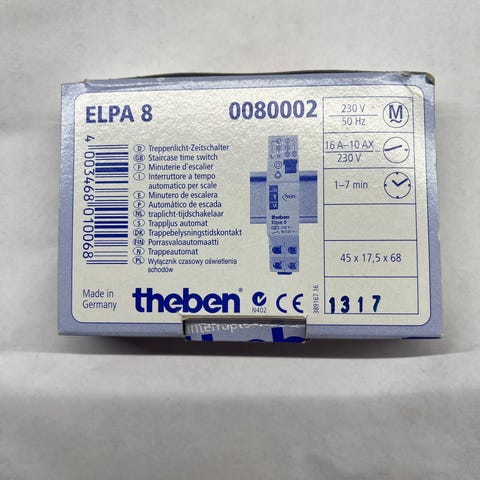 ELPA 8
0080002
230 V
50 Hz
M
16 A–10 AX
230 V
1–7 min
45 x 17,5 x 68
D Treppenlicht-Zeitschalter
GB Staircase time switch
F Minuterie d'escalier
I Interruttore a tempo
automatico per scale
E Minutero de escalera
P Automático de escada
NL traplicht-tijdschakelaar
S Trappljus automat
DK Trappebelysningstidskontakt
FIN Porrasvaloautomaatti
N Trappeautomat
PL Wyłącznik czasowy oświetlenia
schodów
min
theben
Elpa 8
4 003468 010068
Made in
Germany
theben
N402
CE
389167 16
1317